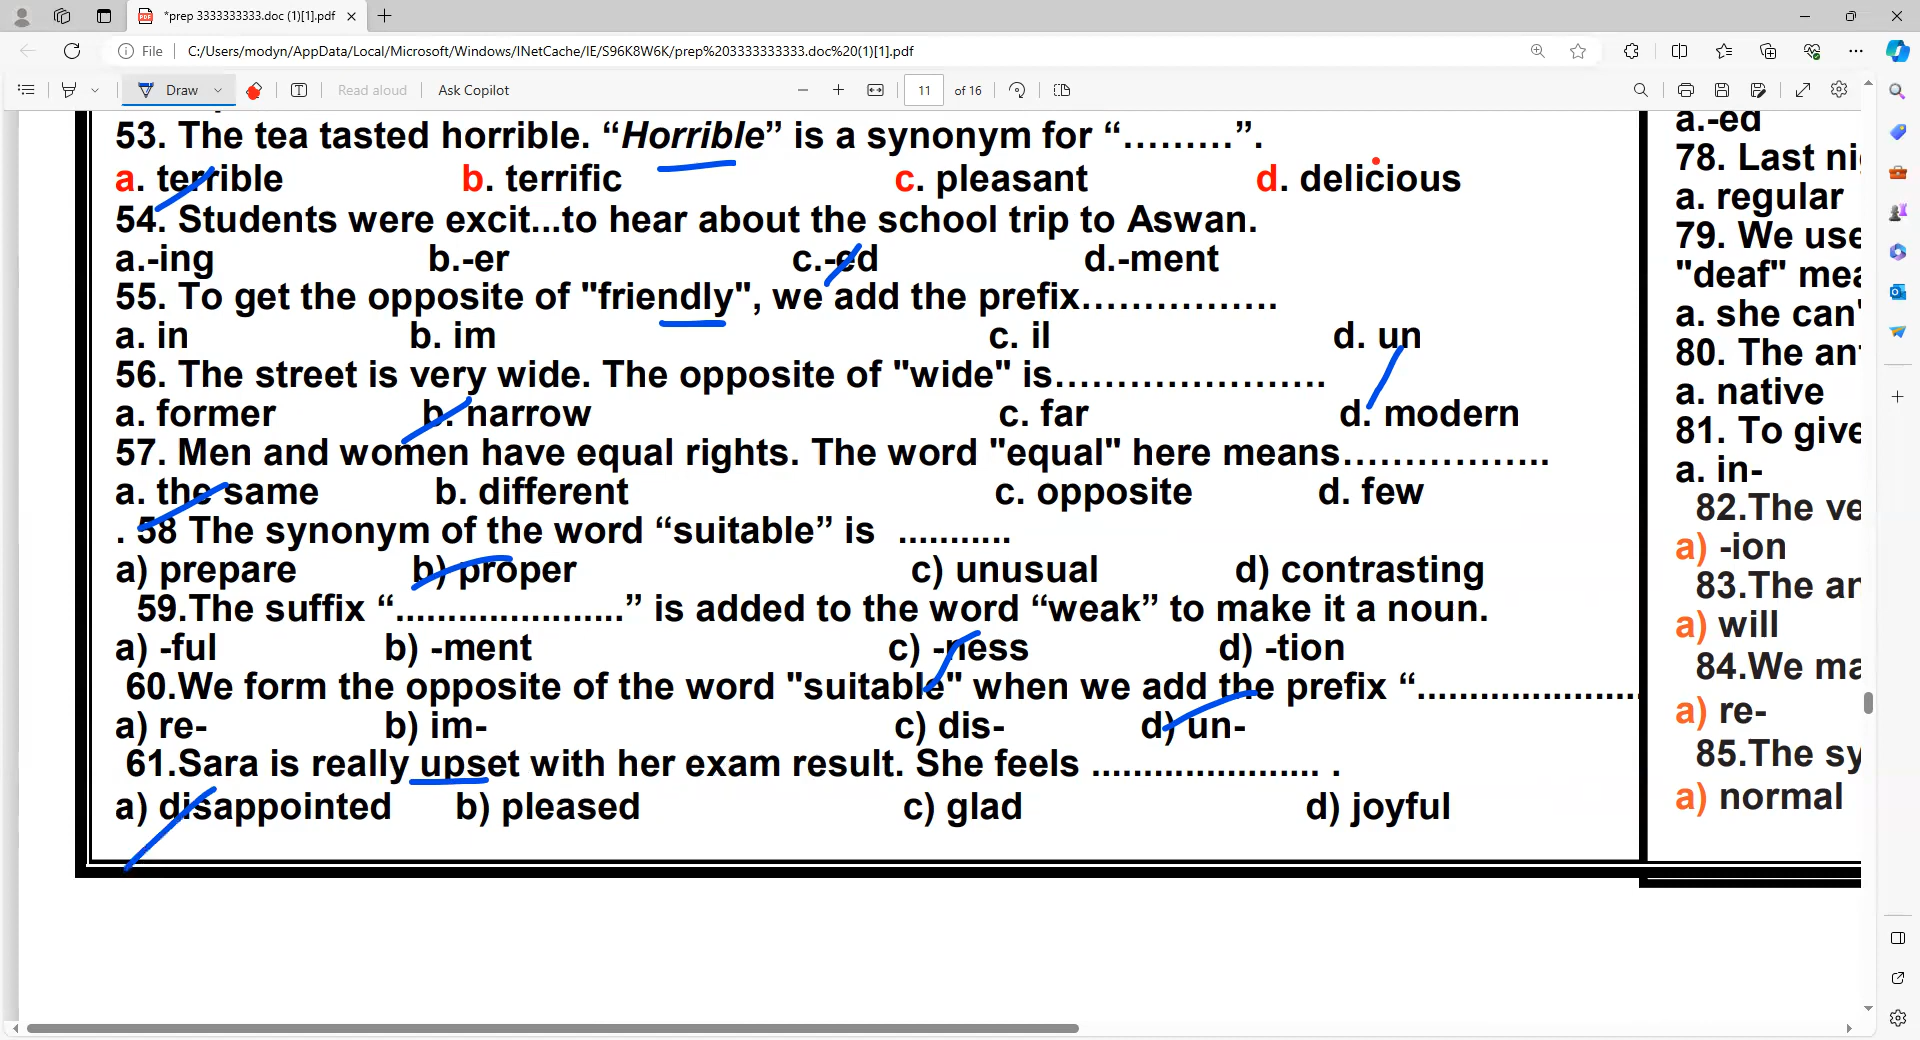 *prep 3333333333.doc (1)[1].pdf
File
C:/Users/modyn/AppData/Local/Microsoft/Windows/INetCache/IE/S96K8W6K/prep%203333333333.doc%20(1)[1].pdf
Draw
Read aloud
Ask Copilot
11 of 16
53. The tea tasted horrible. “Horrible” is a synonym for “.........”.
a. terrible b. terrific c. pleasant d. delicious
54. Students were excit...to hear about the school trip to Aswan.
a.-ing b.-er c.-ed d.-ment
55. To get the opposite of "friendly", we add the prefix................
a. in b. im c. il d. un
56. The street is very wide. The opposite of "wide" is......................
a. former b. narrow c. far d. modern
57. Men and women have equal rights. The word "equal" here means..................
a. the same b. different c. opposite d. few
. 58 The synonym of the word “suitable” is ...........
a) prepare b) proper c) unusual d) contrasting
59.The suffix “......................” is added to the word “weak” to make it a noun.
a) -ful b) -ment c) -ness d) -tion
60.We form the opposite of the word "suitable" when we add the prefix “.....................
a) re- b) im- c) dis- d) un-
61.Sara is really upset with her exam result. She feels ...................... .
a) disappointed b) pleased c) glad d) joyful
a.-ed
78. Last ni
a. regular
79. We use
"deaf" mea
a. she can'
80. The an
a. native
81. To give
a. in-
82.The ve
a) -ion
83.The an
a) will
84.We ma
a) re-
85.The sy
a) normal